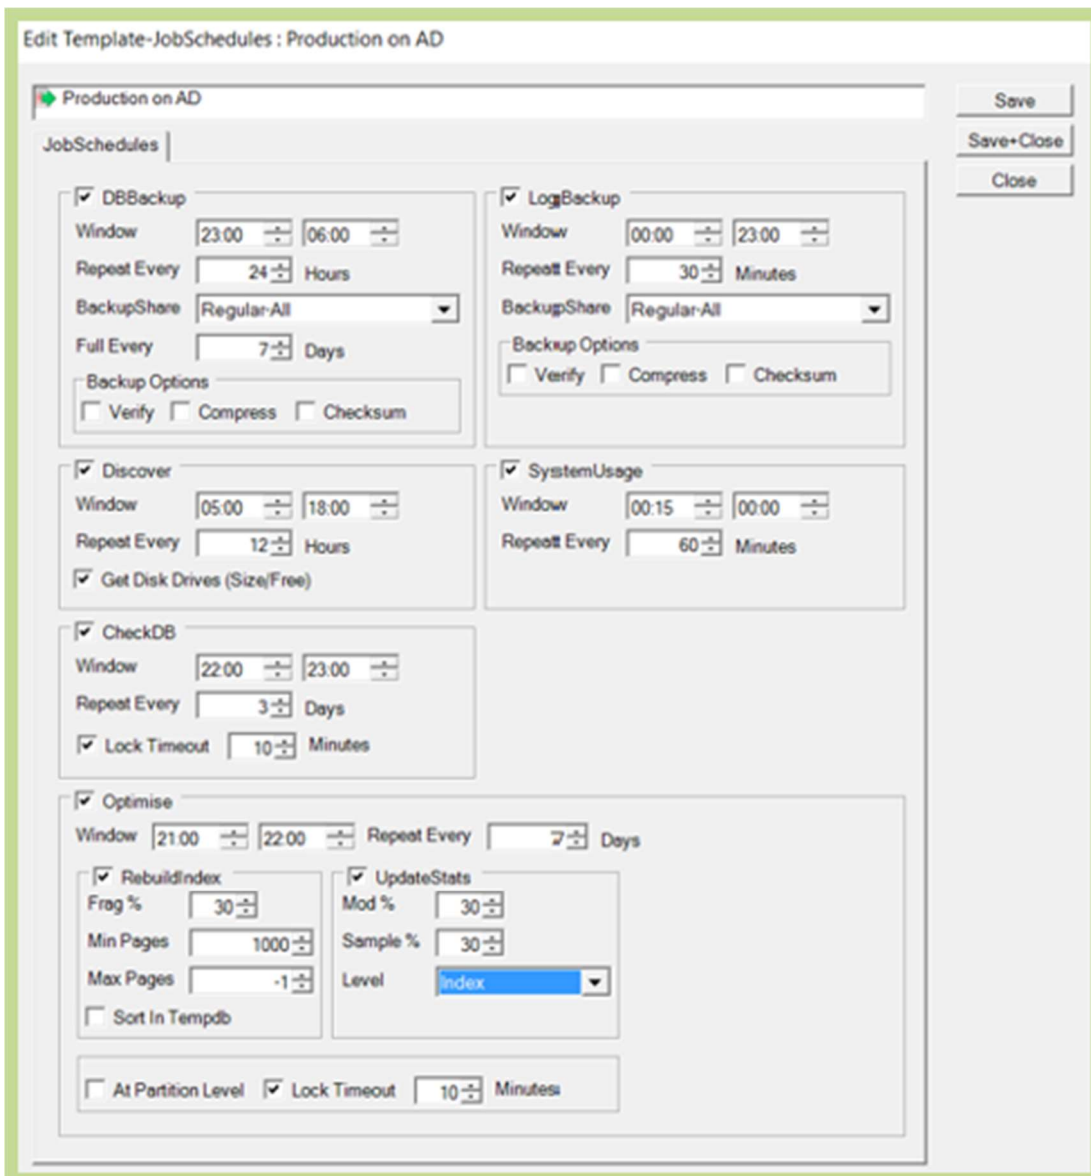 Edit Template-JobSchedules : Production on AD
Production on AD
Save
JobSchedules
Save+Close
Close
DBBackup
Window 23:00 06:00
Repeat Every 24 Hours
BackupShare Regular-All
Full Every 7 Days
Backup Options
Verify Compress Checksum
LogBackup
Window 00:00 23:00
Repeat Every 30 Minutes
BackupShare Regular-All
Backup Options
Verify Compress Checksum
Discover
Window 05:00 18:00
Repeat Every 12 Hours
Get Disk Drives (Size/Free)
SystemUsage
Window 00:15 00:00
Repeat Every 60 Minutes
CheckDB
Window 22:00 23:00
Repeat Every 3 Days
Lock Timeout 10 Minutes
Optimise
Window 21:00 22:00 Repeat Every 7 Days
RebuildIndex
Frag % 30
Min Pages 1000
Max Pages -1
Sort In Tempdb
UpdateStats
Mod % 30
Sample % 30
Level Index
At Partition Level Lock Timeout 10 Minutes